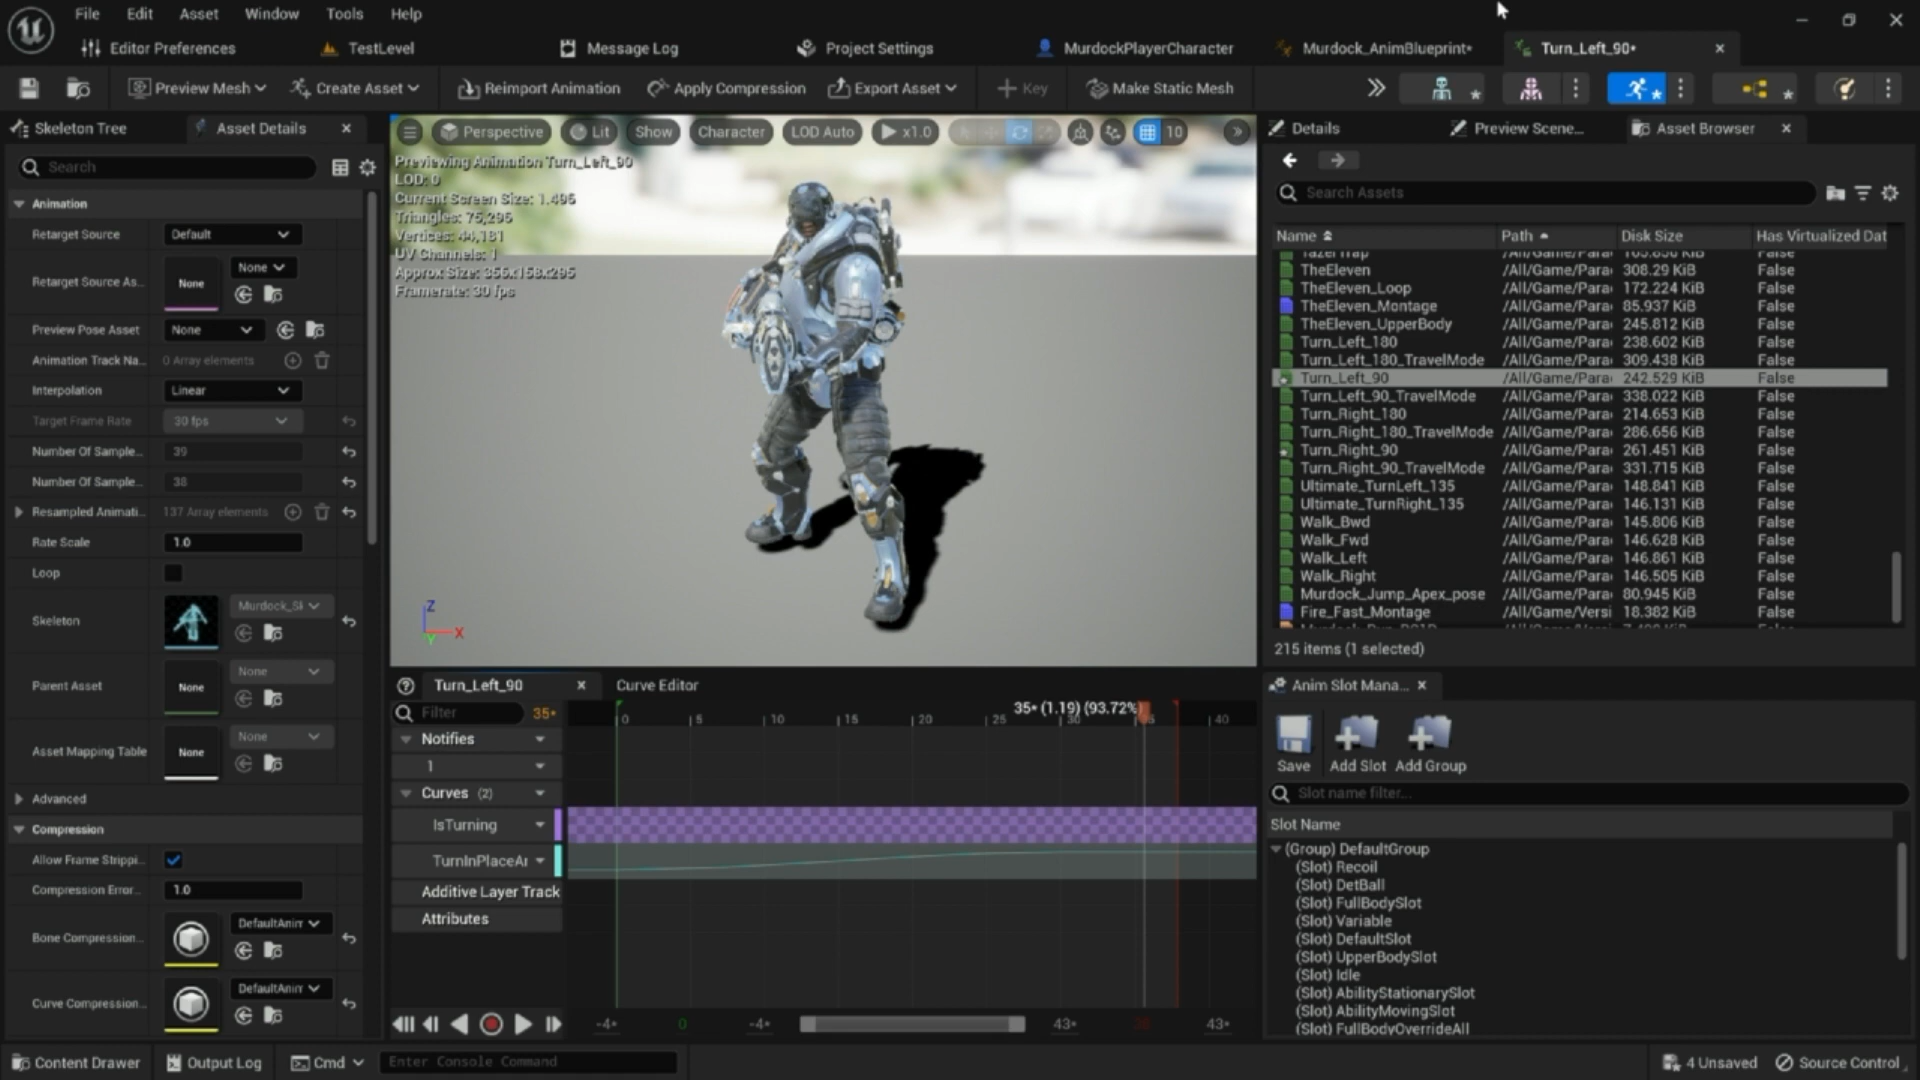 File Edit Asset Window Tools Help
Editor Preferences TestLevel Message Log Project Settings MurdockPlayerCharacter Murdock_AnimBlueprint* Turn_Left_90*
Preview Mesh Create Asset Reimport Animation Apply Compression Export Asset Key Make Static Mesh
Skeleton Tree Asset Details
Search
Animation
Retarget Source Default
Retarget Source As... None None
Preview Pose Asset None
Animation Track Na... 0 Array elements
Interpolation Linear
Target Frame Rate 30 fps
Number Of Sample... 39
Number Of Sample... 38
Resampled Animati... 137 Array elements
Rate Scale 1.0
Loop
Skeleton Murdock_Sk
Parent Asset None None
Asset Mapping Table None None
Advanced
Compression
Allow Frame Strippi...
Compression Error... 1.0
Bone Compression... DefaultAnim
Curve Compression... DefaultAnim
Perspective Lit Show Character LOD Auto x1.0 10
Previewing Animation Turn_Left_90
LOD: 0
Current Screen Size: 1.496
Triangles: 75,296
Vertices: 44,181
UV Channels: 1
Approx Size: 355x158x295
Framerate: 30 fps
Z
X
Y
Turn_Left_90 Curve Editor
Filter 35*
35* (1.19) (93.72%)
0 5 10 15 20 25 30 40
Notifies
1
Curves (2)
IsTurning
TurnInPlaceAr
Additive Layer Track
Attributes
-4* 0 -4* 43* 43*
Details Preview Scene... Asset Browser
Search Assets
Name Path Disk Size Has Virtualized Dat
TheEleven /All/Game/Para 308.29 KiB False
TheEleven_Loop /All/Game/Para 172.224 KiB False
TheEleven_Montage /All/Game/Para 85.937 KiB False
TheEleven_UpperBody /All/Game/Para 245.812 KiB False
Turn_Left_180 /All/Game/Para 238.602 KiB False
Turn_Left_180_TravelMode /All/Game/Para 309.438 KiB False
Turn_Left_90 /All/Game/Para 242.529 KiB False
Turn_Left_90_TravelMode /All/Game/Para 338.022 KiB False
Turn_Right_180 /All/Game/Para 214.653 KiB False
Turn_Right_180_TravelMode /All/Game/Para 286.656 KiB False
Turn_Right_90 /All/Game/Para 261.451 KiB False
Turn_Right_90_TravelMode /All/Game/Para 331.715 KiB False
Ultimate_TurnLeft_135 /All/Game/Para 148.841 KiB False
Ultimate_TurnRight_135 /All/Game/Para 146.131 KiB False
Walk_Bwd /All/Game/Para 145.806 KiB False
Walk_Fwd /All/Game/Para 146.628 KiB False
Walk_Left /All/Game/Para 146.861 KiB False
Walk_Right /All/Game/Para 146.505 KiB False
Murdock_Jump_Apex_pose /All/Game/Para 80.945 KiB False
Fire_Fast_Montage /All/Game/Versi 18.382 KiB False
215 items (1 selected)
Anim Slot Mana...
Save Add Slot Add Group
Slot name filter...
Slot Name
(Group) DefaultGroup
(Slot) Recoil
(Slot) DetBall
(Slot) FullBodySlot
(Slot) Variable
(Slot) DefaultSlot
(Slot) UpperBodySlot
(Slot) Idle
(Slot) AbilityStationarySlot
(Slot) AbilityMovingSlot
(Slot) FullBodyOverrideAll
Content Drawer Output Log Cmd Enter Console Command 4 Unsaved Source Control